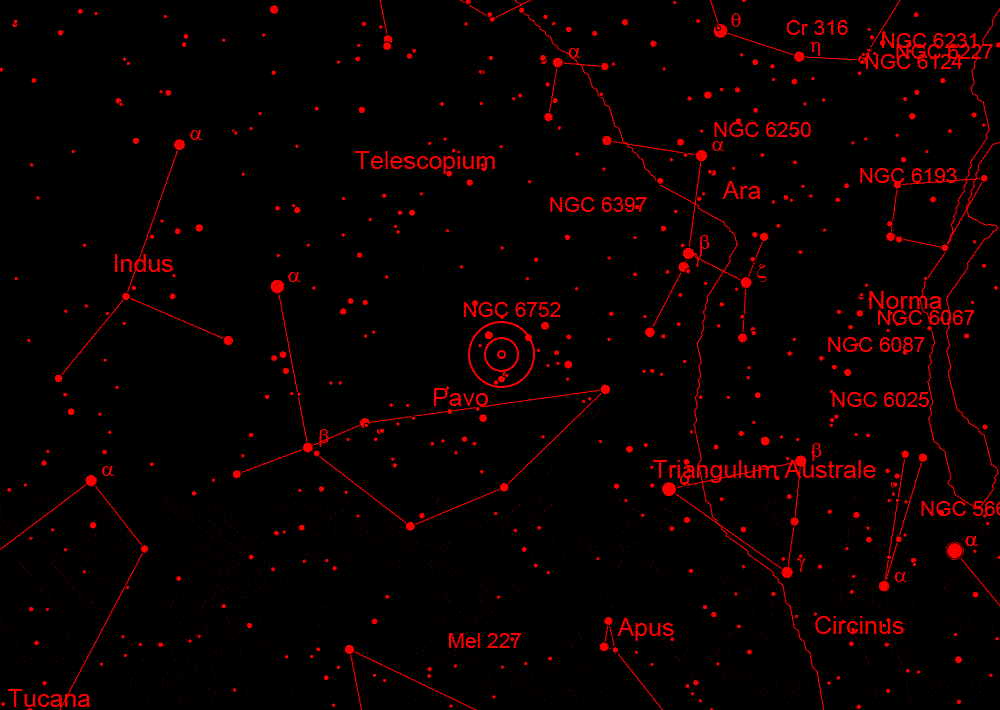 θ
Cr 316
η
NGC 6231
NGC 6227
NGC 6124
α
NGC 6250
α
α
Telescopium
NGC 6193
Ara
NGC 6397
β
Indus
α
ζ
Norma
NGC 6752
NGC 6067
NGC 6087
Pavo
NGC 6025
β
β
α
Triangulum Australe
α
NGC 566
α
γ
α
Circinus
Apus
Mel 227
Tucana